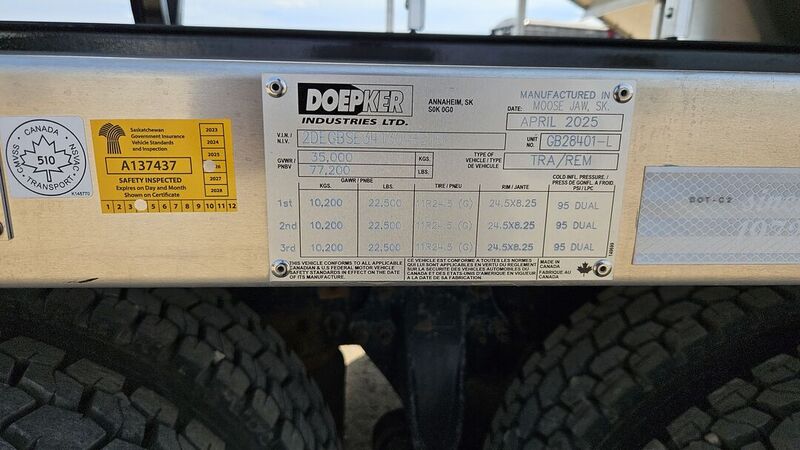 CANADA
CMVSS
NSVAC
510
TRANSPORT
K148770
Saskatchewan
Government Insurance
Vehicle Standards
and Inspection
2023
2024
2025
26
2027
2028
A137437
SAFETY INSPECTED
Expires on Day and Month
Shown on Certificate
1 2 3 5 6 7 8 9 10 11 12
DOEPKER
INDUSTRIES LTD.
ANNAHEIM, SK
S0K 0G0
MANUFACTURED IN
MOOSE JAW, SK.
DATE:
APRIL 2025
V.I.N./
N.I.V.
2DEGBSE34
UNIT
NO.
GB28401-L
GVWR/
PNBV
35,000 KGS.
77,200 LBS.
TYPE OF
VEHICLE / TYPE
DE VEHICULE
TRA/REM
GAWR / PNBE
KGS. LBS. TIRE / PNEU RIM / JANTE
COLD INFL. PRESSURE /
PRESS DE GONFL. A FROID
PSI / LPC
1st 10,200 22,500 11R24.5 (G) 24.5X8.25 95 DUAL
2nd 10,200 22,500 11R24.5 (G) 24.5X8.25 95 DUAL
3rd 10,200 22,500 11R24.5 (G) 24.5X8.25 95 DUAL
THIS VEHICLE CONFORMS TO ALL APPLICABLE
CANADIAN & U.S FEDERAL MOTOR VEHICLE
SAFETY STANDARDS IN EFFECT ON THE DATE
OF ITS MANUFACTURE.
CE VEHICULE EST CONFORME A TOUTES LES NORMES
QUI LUI SONT APPLICABLES EN VERTU DU REGLEMENT
SUR LA SECURITE DES VEHICLES AUTOMOBILES DU
CANADA ET DES ETATS-UNIS D'AMERIQUE EN VIGUEUR
A LA DATE DE SA FABRICATION.
MADE IN
CANADA
FABRIQUE AU
CANADA
DOT-C2